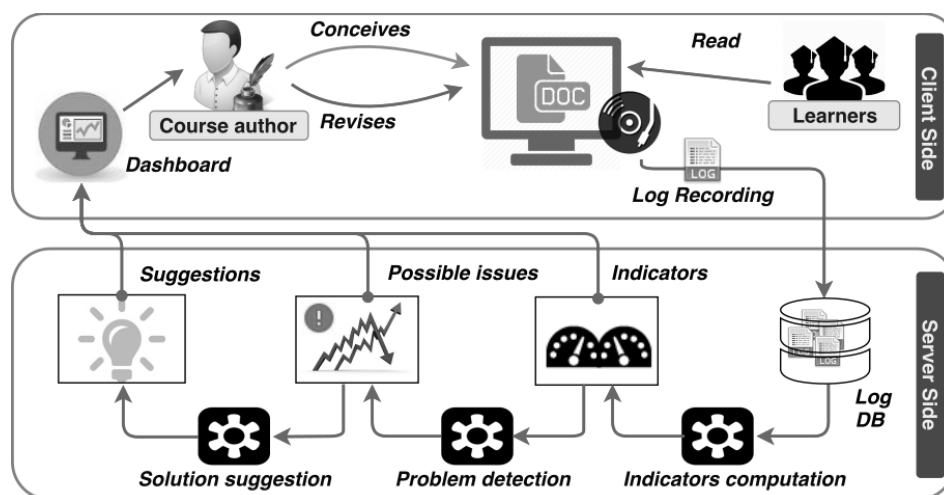 Conceives
Read
Course author
Revises
DOC
Learners
Dashboard
LOG
Log Recording
Client Side
Suggestions
Possible issues
Indicators
LOG
Log
DB
Solution suggestion
Problem detection
Indicators computation
Server Side